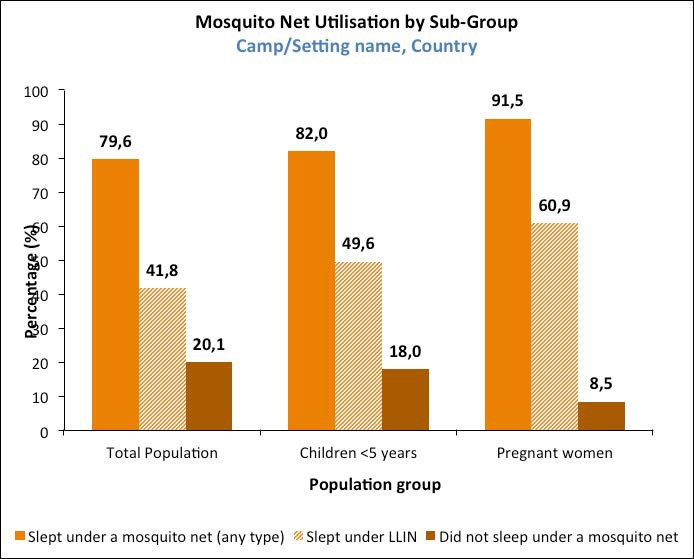 Mosquito Net Utilisation by Sub-Group
Camp/Setting name, Country
Percentage (%)
100
90
80
70
60
50
40
30
20
10
0
79,6
41,8
20,1
82,0
49,6
18,0
91,5
60,9
8,5
Total Population
Children <5 years
Pregnant women
Population group
Slept under a mosquito net (any type)
Slept under LLIN
Did not sleep under a mosquito net